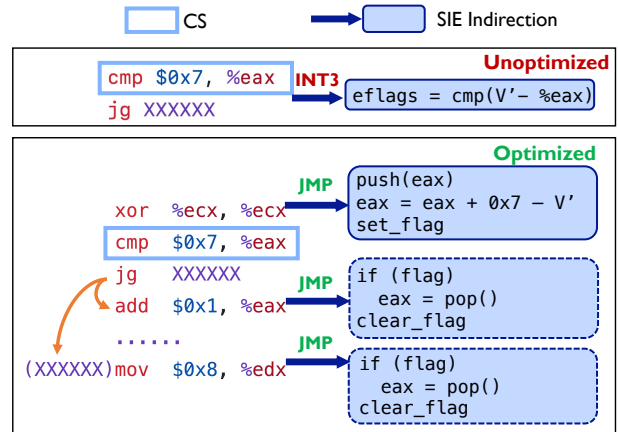 CS
SIE Indirection
Unoptimized
cmp $0x7, %eax
INT3
eflags = cmp(V’- %eax)
jg XXXXXX
Optimized
JMP
push(eax)
eax = eax + 0x7 – V’
set_flag
xor %ecx, %ecx
cmp $0x7, %eax
jg XXXXXX
add $0x1, %eax
JMP
if (flag)
eax = pop()
clear_flag
......
(XXXXXX)mov $0x8, %edx
JMP
if (flag)
eax = pop()
clear_flag